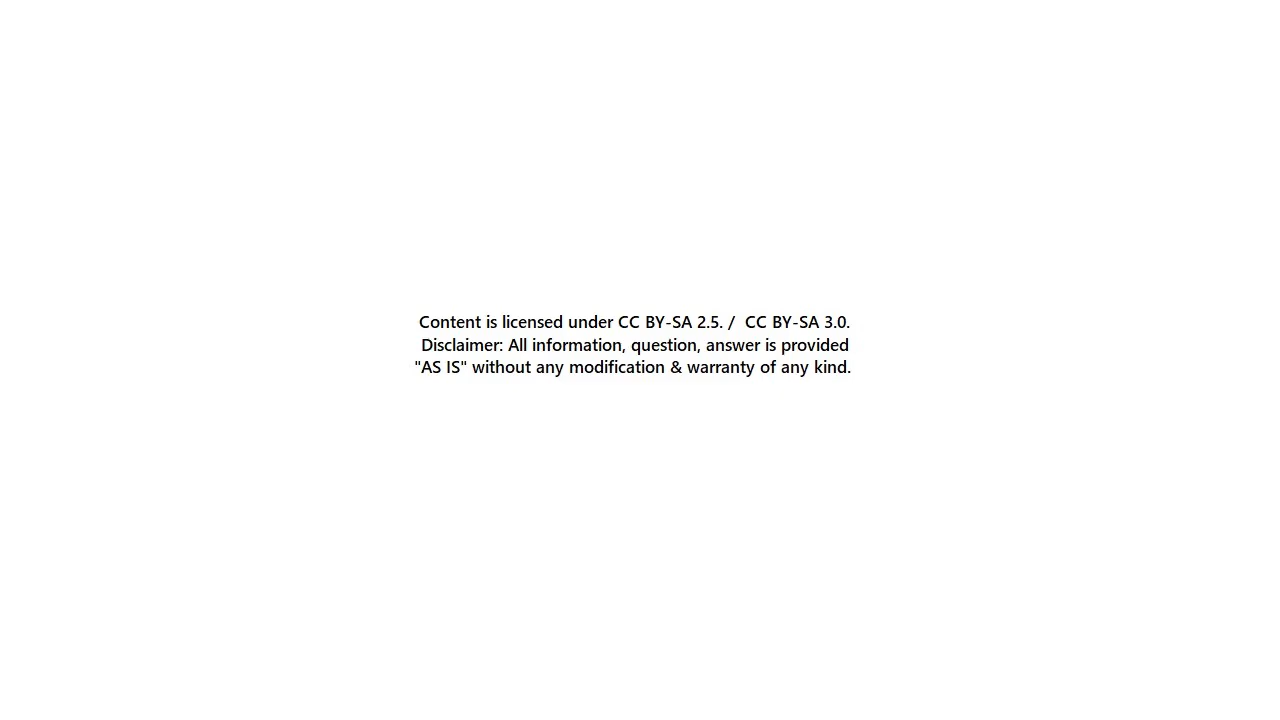 Content is licensed under CC BY-SA 2.5. /  CC BY-SA 3.0.
Disclaimer: All information, question, answer is provided
"AS IS" without any modification & warranty of any kind.